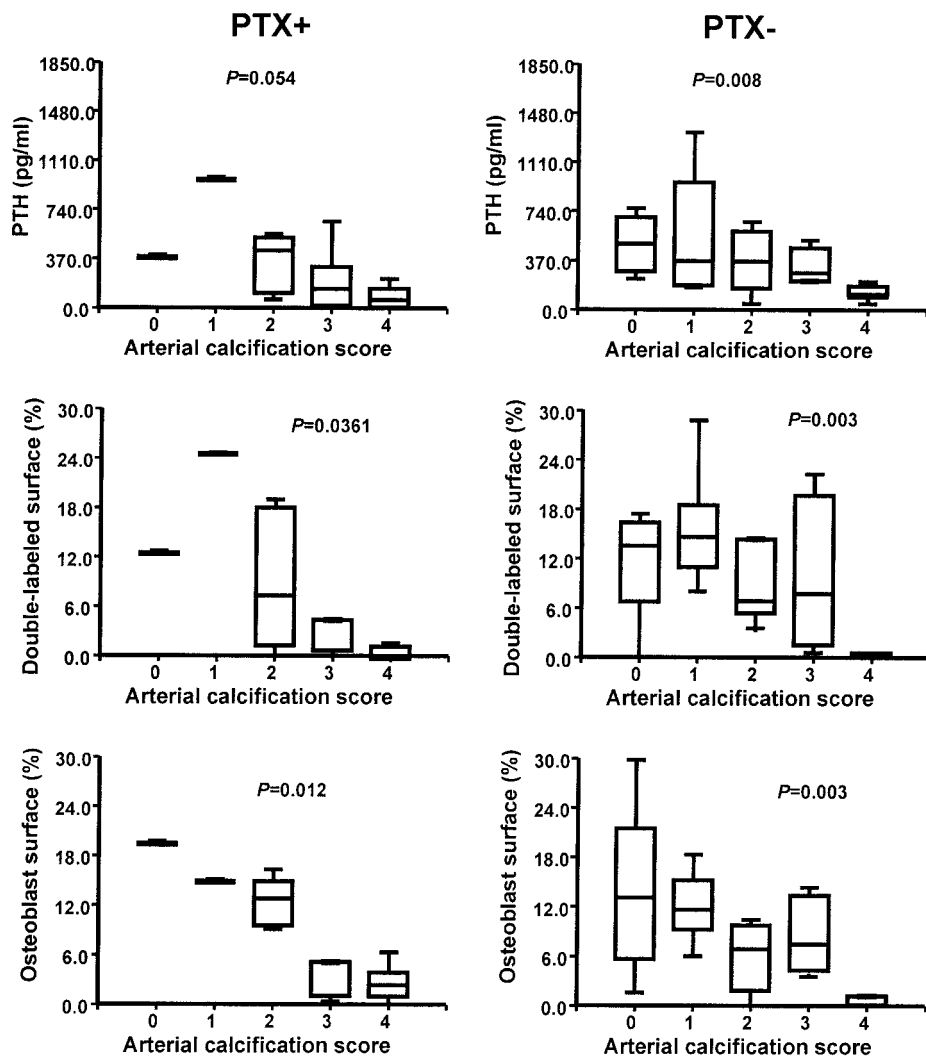 PTX+
PTX-
PTH (pg/ml)
1850.0
1480.0
1110.0
740.0
370.0
0.0
P=0.054
0 1 2 3 4
Arterial calcification score
PTH (pg/ml)
1850.0
1480.0
1110.0
740.0
370.0
0.0
P=0.008
0 1 2 3 4
Arterial calcification score
Double-labeled surface (%)
30.0
24.0
18.0
12.0
6.0
0.0
P=0.0361
0 1 2 3 4
Arterial calcification score
Double-labeled surface (%)
30.0
24.0
18.0
12.0
6.0
0.0
P=0.003
0 1 2 3 4
Arterial calcification score
Osteoblast surface (%)
30.0
24.0
18.0
12.0
6.0
0.0
P=0.012
0 1 2 3 4
Arterial calcification score
Osteoblast surface (%)
30.0
24.0
18.0
12.0
6.0
0.0
P=0.003
0 1 2 3 4
Arterial calcification score